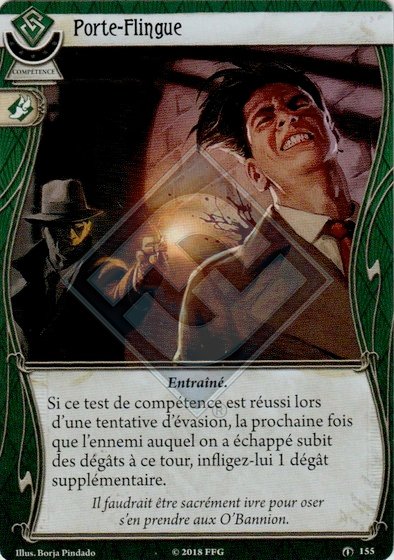 Porte-Flingue
COMPÉTENCE
Entraîné.
Si ce test de compétence est réussi lors
d'une tentative d'évasion, la prochaine fois
que l'ennemi auquel on a échappé subit
des dégâts à ce tour, infligez-lui 1 dégât
supplémentaire.
Il faudrait être sacrément ivre pour oser
s'en prendre aux O'Bannion.
Illus. Borja Pindado
© 2018 FFG
155